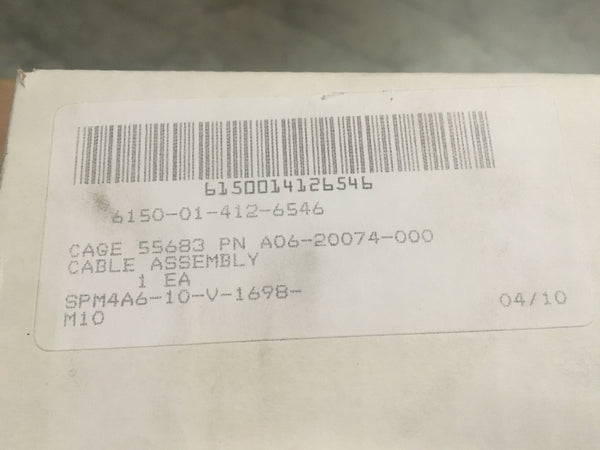 6150014126546
6150-01-412-6546
CAGE 55683 PN A06-20074-000
CABLE ASSEMBLY
1 EA
SPM4A6-10-V-1698-
M10 04/10